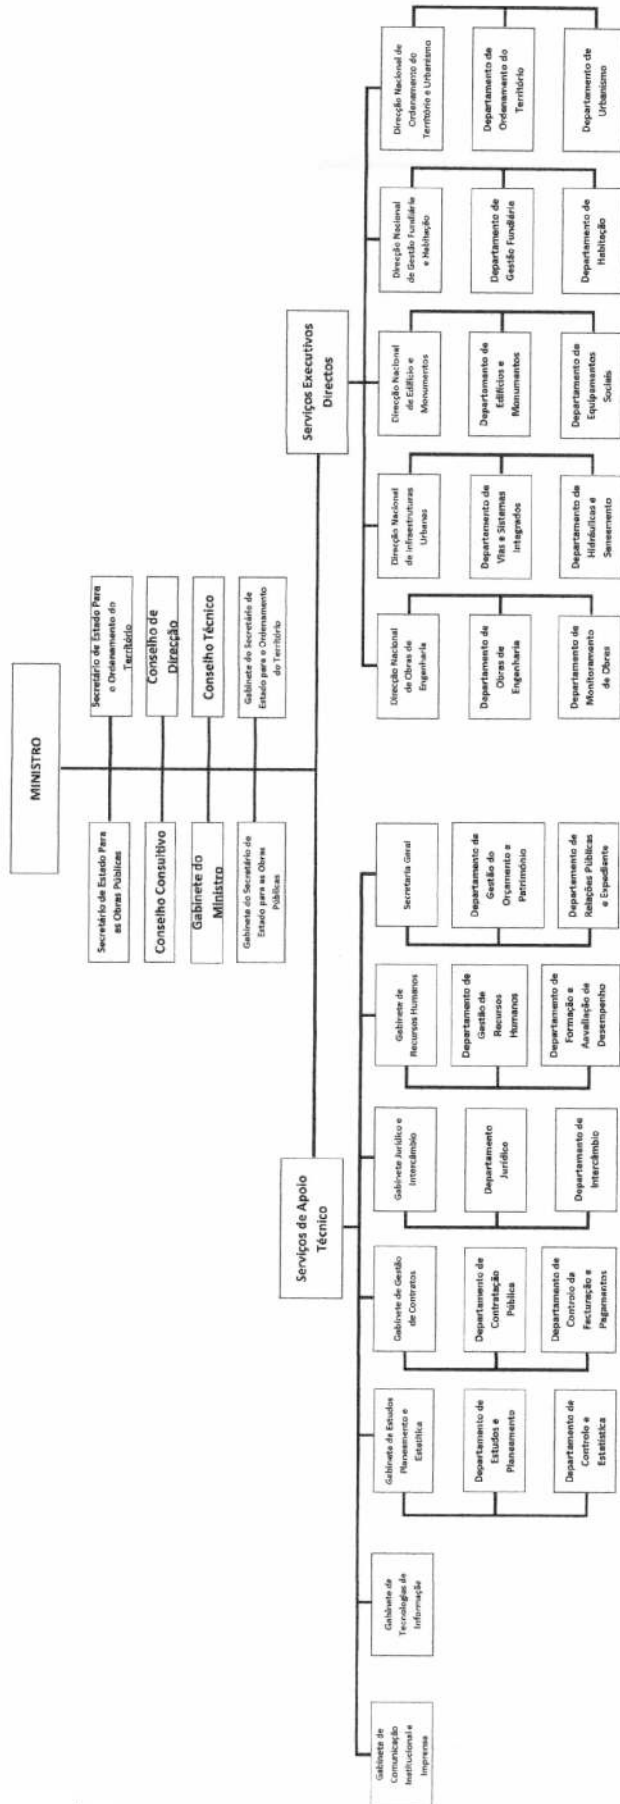 MINISTRO
Secretário de Estado Para
as Obras Públicas
Secretário de Estado Para
o Ordenamento do
Território
Conselho Consultivo
Conselho de
Direcção
Gabinete do
Ministro
Conselho Técnico
Gabinete do Secretário de
Estado para as Obras
Públicas
Gabinete do Secretário de
Estado para o Ordenamento
do Território
Serviços de Apoio
Técnico
Serviços Executivos
Directos
Gabinete de
Comunicação
Institucional e
Imprensa
Gabinete de
Tecnologias de
Informação
Gabinete de Estudos
Planeamento e
Estatítica
Departamento de
Estudos e
Planeamento
Departamento de
Controlo e
Estatística
Gabinete de Gestão
de Contratos
Departamento de
Contratação
Pública
Departamento de
Controlo da
Facturação e
Pagamentos
Gabinete Jurídico e
Intercâmbio
Departamento
Jurídico
Departamento de
Intercâmbio
Gabinete de
Recursos Humanos
Departamento de
Gestão de
Recursos
Humanos
Departamento de
Formação e
Aavaliação de
Desempenho
Secretaria Geral
Departamento de
Gestão do
Orçamento e
Património
Departamento de
Relações Públicas
e Expediente
Direcção Nacional
de Obras de
Engenharia
Departamento de
Obras de
Engenharia
Departamento de
Monitoramento
de Obras
Direcção Nacional
de Infraestruturas
Urbanas
Departamento de
Vias e Sistemas
Integrados
Departamento de
Hidráulicas e
Saneamento
Direcção Nacional
de Edifício e
Monumentos
Departamento de
Edifícios e
Monumentos
Departamento de
Equipamentos
Sociais
Direcção Nacional
de Gestão Fundiária
e Habitação
Departamento de
Gestão Fundiária
Departamento de
Habitação
Direcção Nacional de
Ordenamento do
Território e Urbanismo
Departamento de
Ordenamento do
Território
Departamento de
Urbanismo